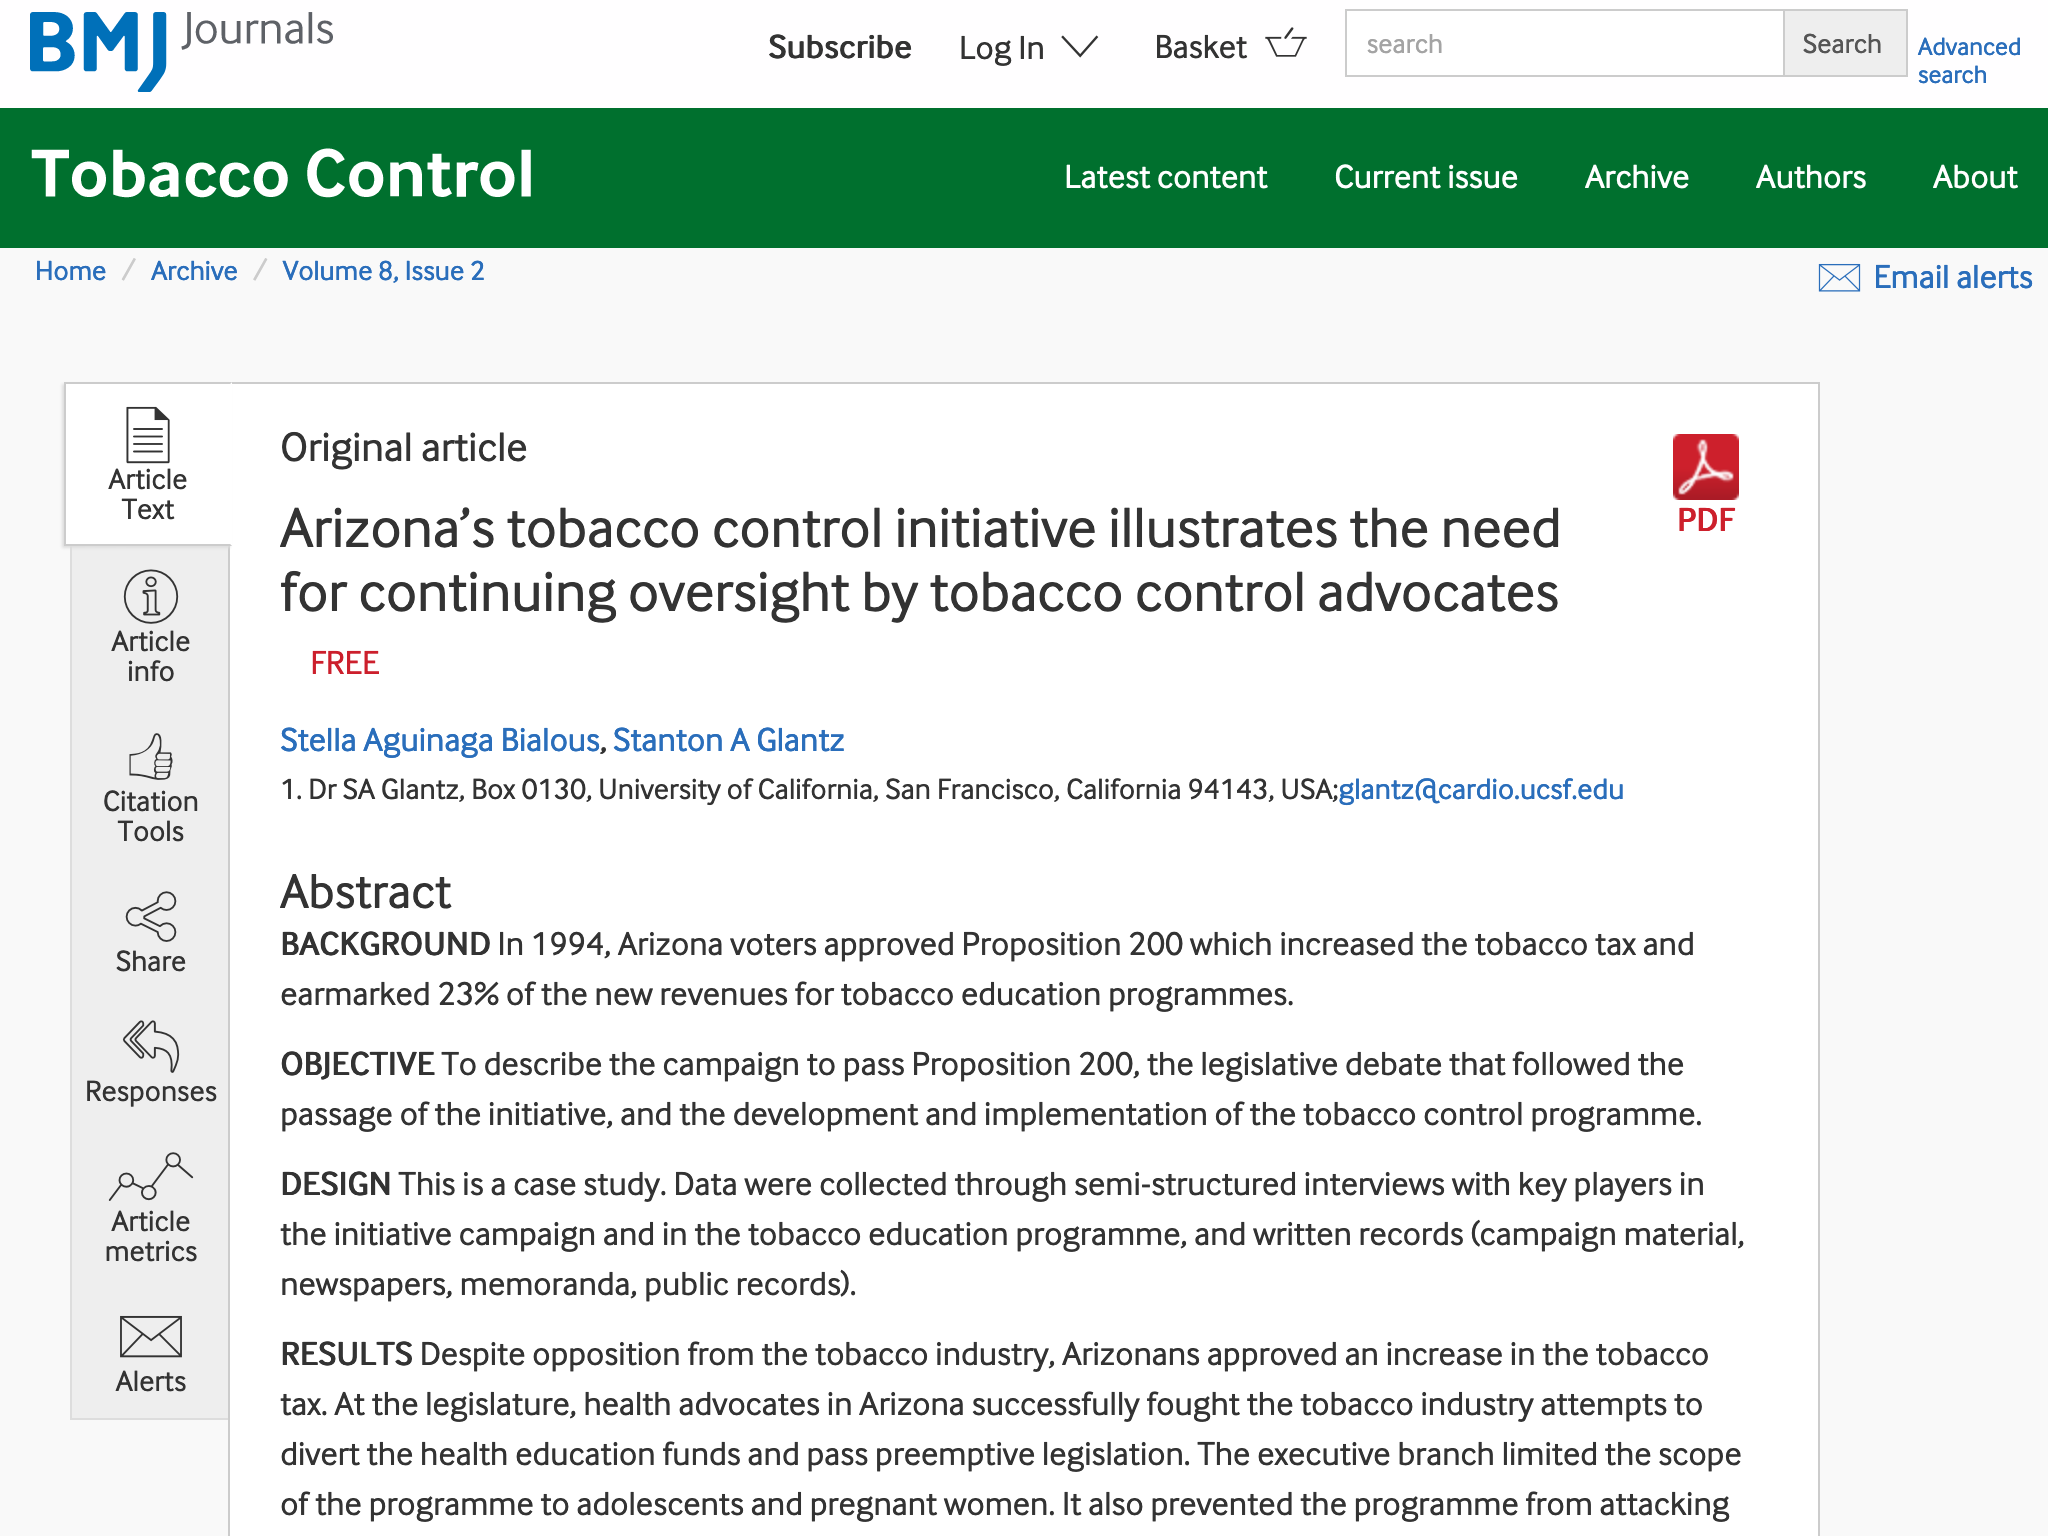 BMJ Journals
Subscribe
Log In
Basket
search
Search
Advanced
search
Tobacco Control
Latest content
Current issue
Archive
Authors
About
Home / Archive / Volume 8, Issue 2
Email alerts
Article
Text
Article
info
Citation
Tools
Share
Responses
Article
metrics
Alerts
Original article
PDF
Arizona’s tobacco control initiative illustrates the need
for continuing oversight by tobacco control advocates
FREE
Stella Aguinaga Bialous, Stanton A Glantz
1. Dr SA Glantz, Box 0130, University of California, San Francisco, California 94143, USA;glantz@cardio.ucsf.edu
Abstract
BACKGROUND In 1994, Arizona voters approved Proposition 200 which increased the tobacco tax and
earmarked 23% of the new revenues for tobacco education programmes.
OBJECTIVE To describe the campaign to pass Proposition 200, the legislative debate that followed the
passage of the initiative, and the development and implementation of the tobacco control programme.
DESIGN This is a case study. Data were collected through semi-structured interviews with key players in
the initiative campaign and in the tobacco education programme, and written records (campaign material,
newspapers, memoranda, public records).
RESULTS Despite opposition from the tobacco industry, Arizonans approved an increase in the tobacco
tax. At the legislature, health advocates in Arizona successfully fought the tobacco industry attempts to
divert the health education funds and pass preemptive legislation. The executive branch limited the scope
of the programme to adolescents and pregnant women. It also prevented the programme from attacking